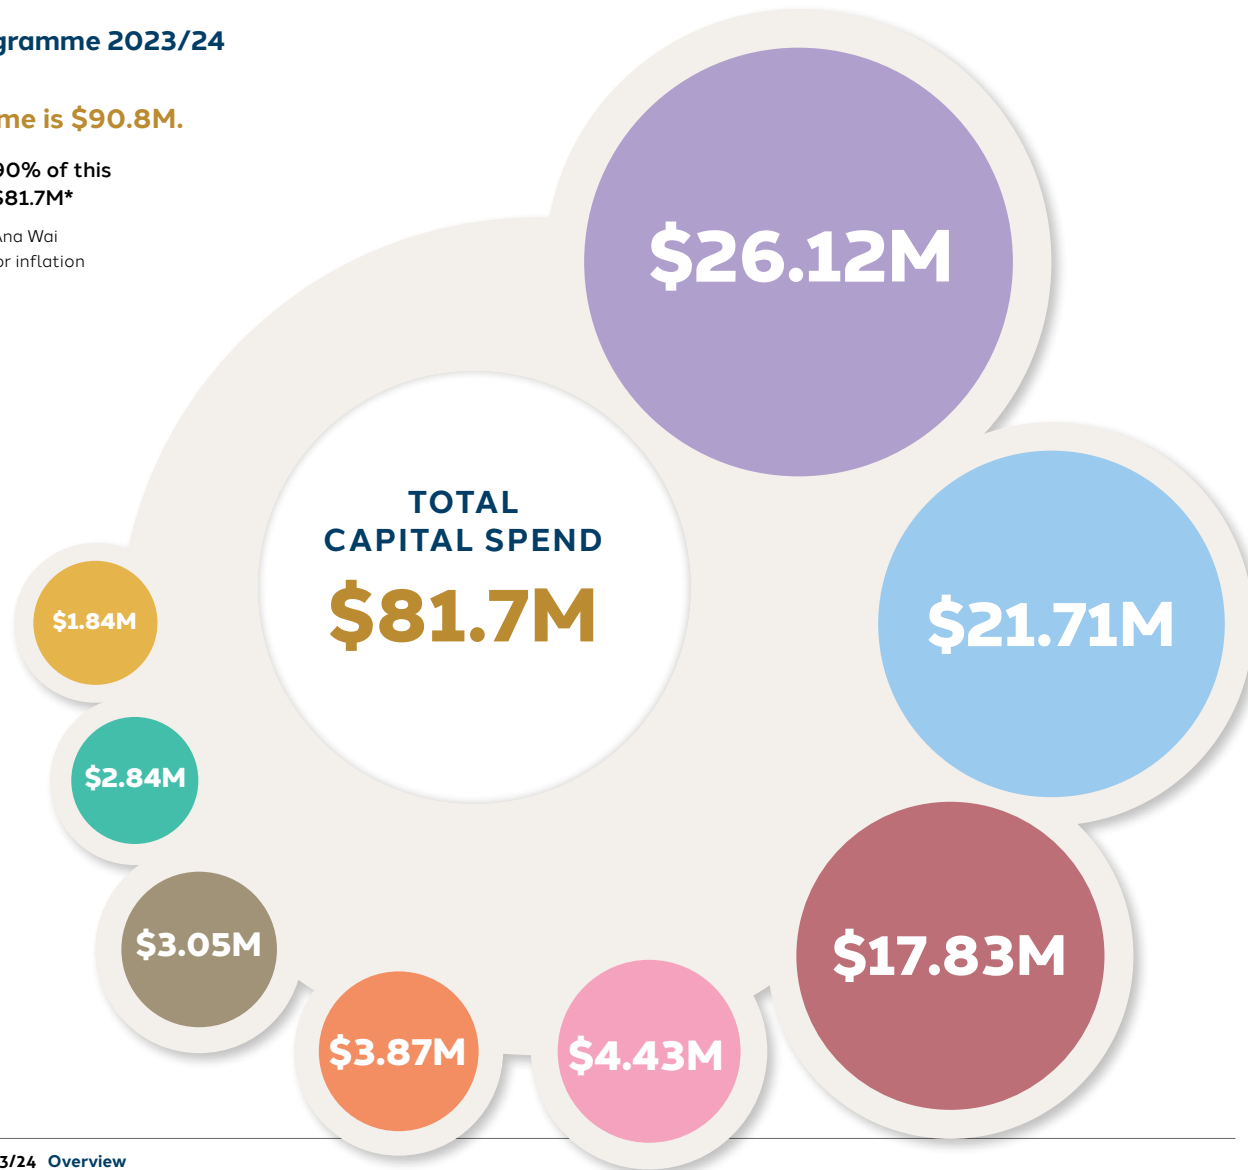 gramme 2023/24
me is $90.8M.
90% of this
$81.7M*
Ana Wai
or inflation
$26.12M
TOTAL
CAPITAL SPEND
$81.7M
$21.71M
$1.84M
$2.84M
$3.05M
$17.83M
$3.87M
$4.43M
3/24 Overview